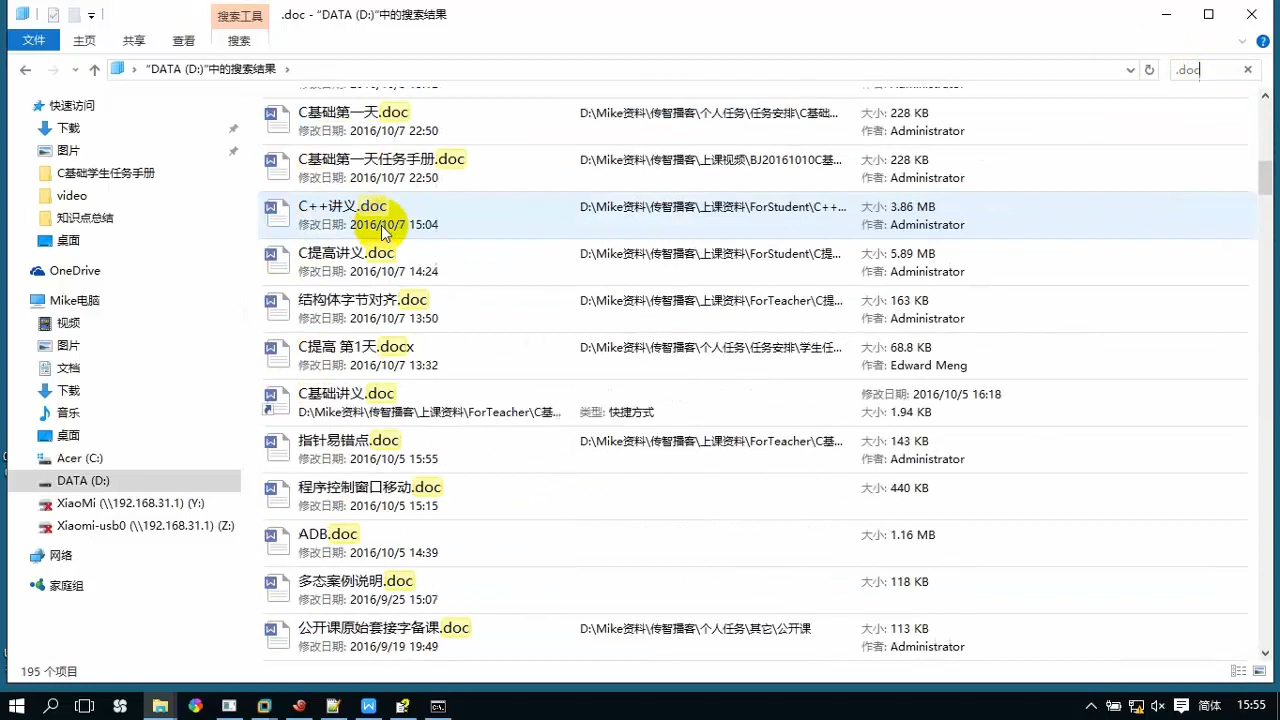 搜索工具
.doc - “DATA (D:)”中的搜索结果
文件
主页
共享
查看
搜索
“DATA (D:)”中的搜索结果
.doc
快速访问
下载
图片
C基础学生任务手册
video
知识点总结
桌面
OneDrive
Mike电脑
视频
图片
文档
下载
音乐
桌面
Acer (C:)
DATA (D:)
XiaoMi (\\192.168.31.1) (Y:)
Xiaomi-usb0 (\\192.168.31.1) (Z:)
网络
家庭组
C基础第一天.doc D:\Mike资料\传智播客\个人任务\任务安排\C基础... 大小: 228 KB
修改日期: 2016/10/7 22:50 作者: Administrator
C基础第一天任务手册.doc D:\Mike资料\传智播客\上课视频\BJ20161010C基... 大小: 228 KB
修改日期: 2016/10/7 22:50 作者: Administrator
C++讲义.doc D:\Mike资料\传智播客\上课资料\ForStudent\C++... 大小: 3.86 MB
修改日期: 2016/10/7 15:04 作者: Administrator
C提高讲义.doc D:\Mike资料\传智播客\上课资料\ForStudent\C提... 大小: 5.89 MB
修改日期: 2016/10/7 14:24 作者: Administrator
结构体字节对齐.doc D:\Mike资料\传智播客\上课资料\ForTeacher\C提... 大小: 163 KB
修改日期: 2016/10/7 13:50 作者: Administrator
C提高 第1天.docx D:\Mike资料\传智播客\个人任务\任务安排\学生任... 大小: 68.8 KB
修改日期: 2016/10/7 13:32 作者: Edward Meng
C基础讲义.doc 修改日期: 2016/10/5 16:18
D:\Mike资料\传智播客\上课资料\ForTeacher\C基... 类型: 快捷方式 大小: 1.94 KB
指针易错点.doc D:\Mike资料\传智播客\上课资料\ForTeacher\C基... 大小: 143 KB
修改日期: 2016/10/5 15:55 作者: Administrator
程序控制窗口移动.doc 大小: 440 KB
修改日期: 2016/10/5 15:15
ADB.doc 大小: 1.16 MB
修改日期: 2016/10/5 14:39
多态案例说明.doc 大小: 118 KB
修改日期: 2016/9/25 15:07
公开课原始套接字备课.doc D:\Mike资料\传智播客\个人任务\其它\公开课 大小: 113 KB
修改日期: 2016/9/19 19:49 作者: Administrator
195 个项目
简体
15:55